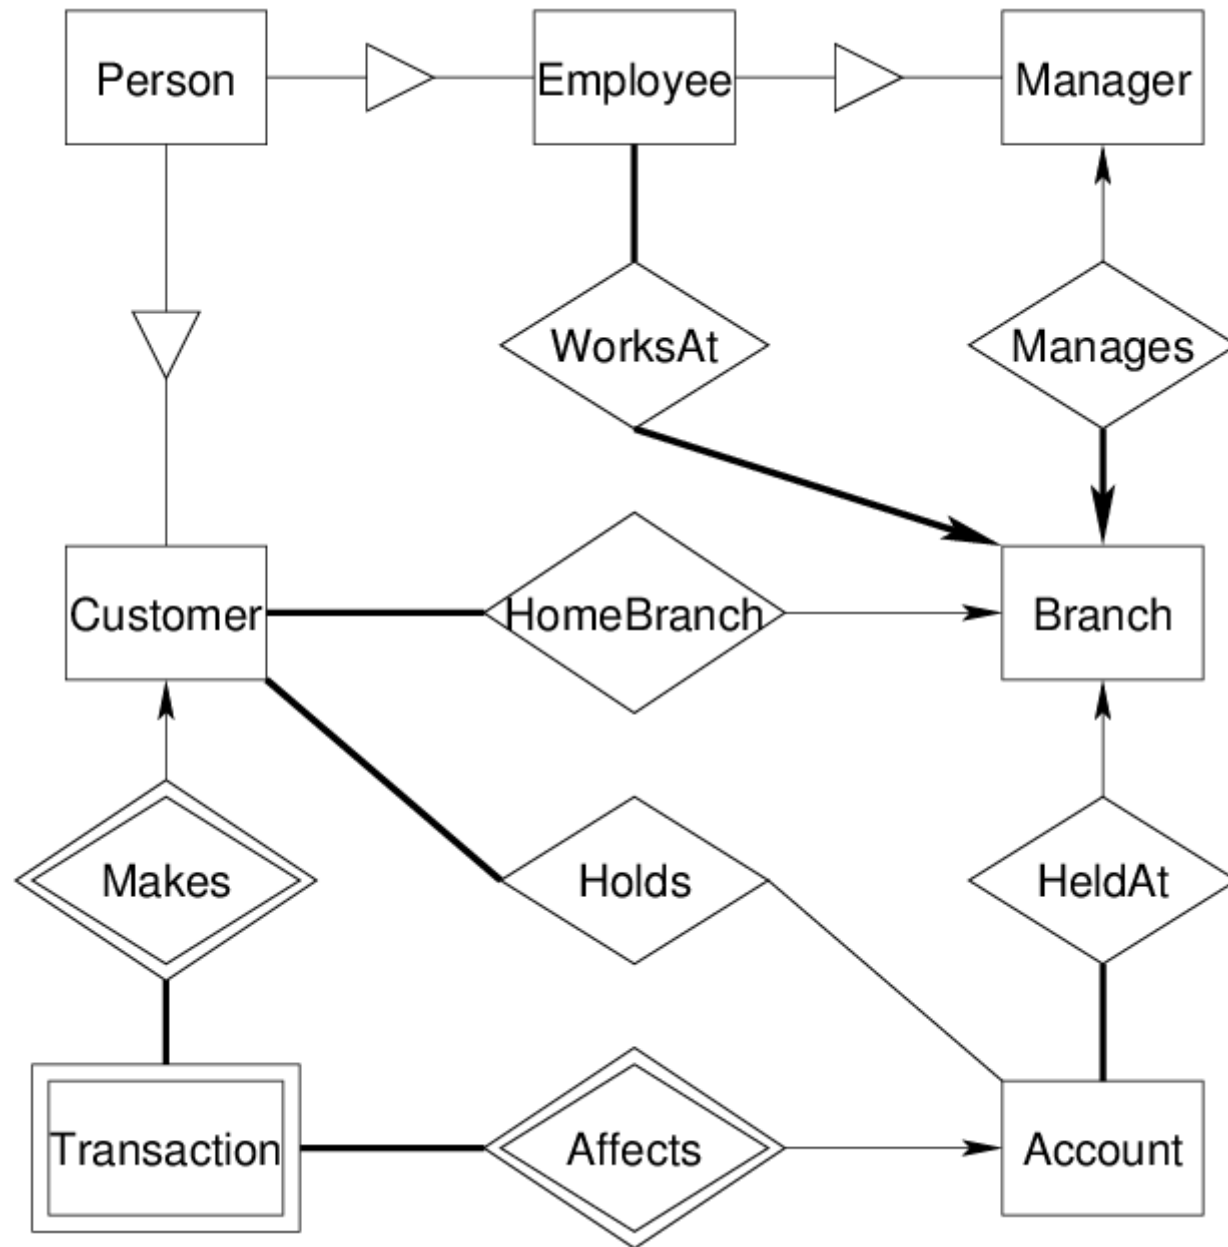 Person
Employee
Manager
WorksAt
Manages
Customer
HomeBranch
Branch
Makes
Holds
HeldAt
Transaction
Affects
Account